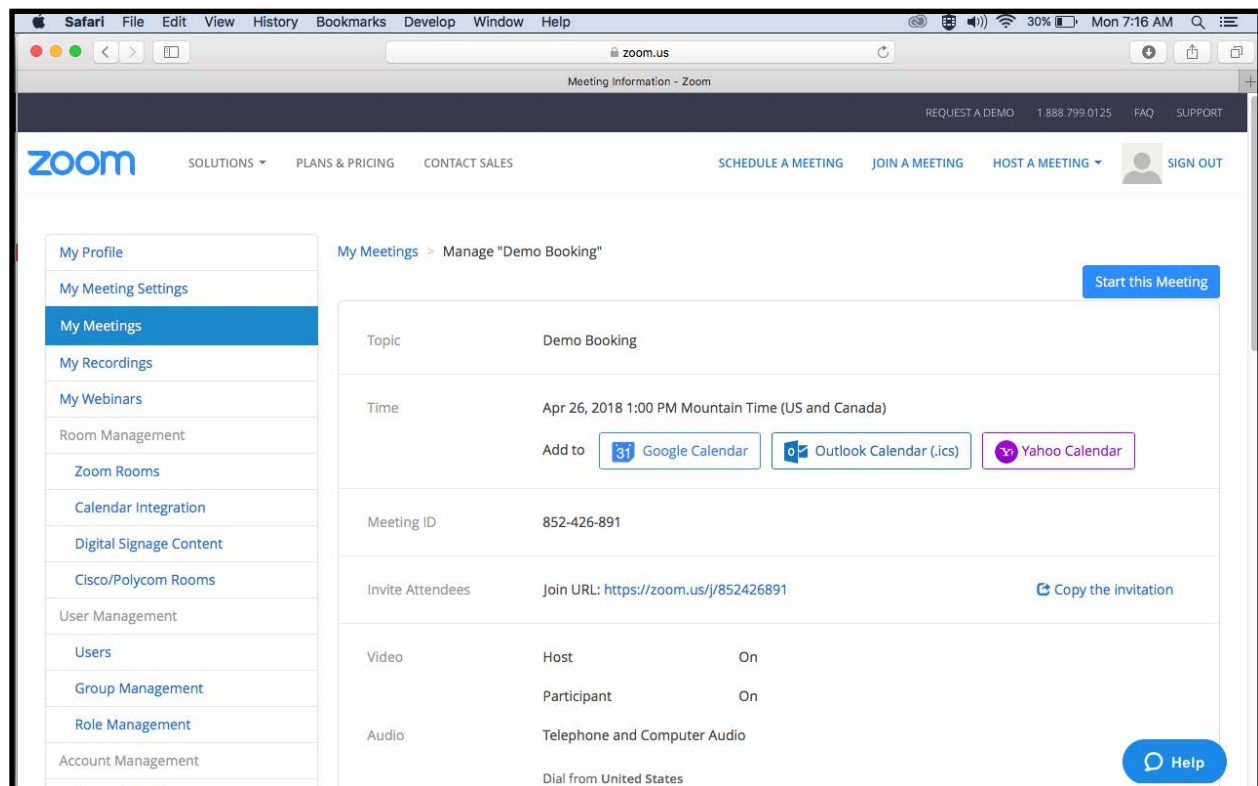 Safari File Edit View History Bookmarks Develop Window Help 30% Mon 7:16 AM
zoom.us
Meeting Information - Zoom
REQUEST A DEMO 1.888.799.0125 FAQ SUPPORT
zoom SOLUTIONS PLANS & PRICING CONTACT SALES SCHEDULE A MEETING JOIN A MEETING HOST A MEETING SIGN OUT
My Profile
My Meeting Settings
My Meetings
My Recordings
My Webinars
Room Management
Zoom Rooms
Calendar Integration
Digital Signage Content
Cisco/Polycom Rooms
User Management
Users
Group Management
Role Management
Account Management
My Meetings > Manage "Demo Booking"
Start this Meeting
Topic Demo Booking
Time Apr 26, 2018 1:00 PM Mountain Time (US and Canada)
Add to 31 Google Calendar Outlook Calendar (.ics) Yahoo Calendar
Meeting ID 852-426-891
Invite Attendees Join URL: https://zoom.us/j/852426891 Copy the invitation
Video Host On
Participant On
Audio Telephone and Computer Audio
Dial from United States
Help